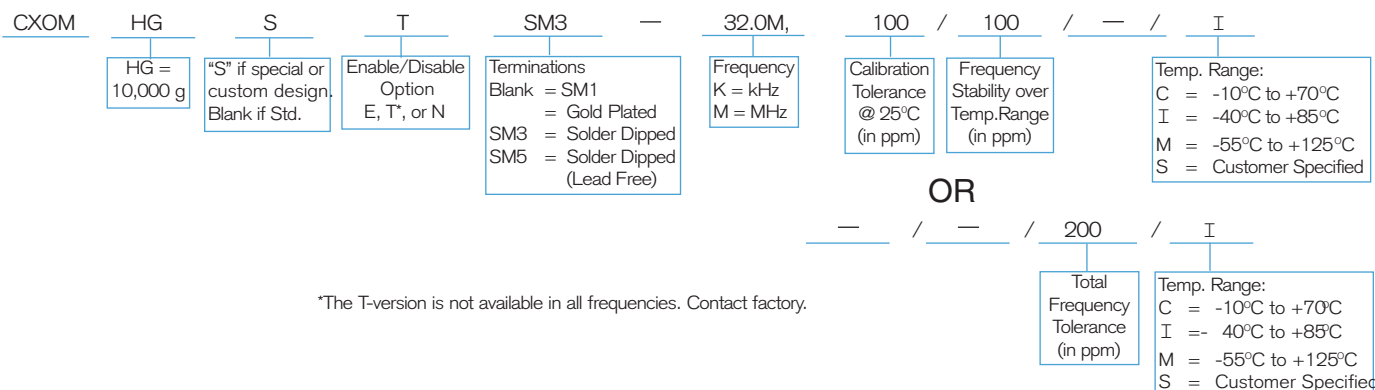 CXOM HG S T SM3 — 32.0M, 100 / 100 / — / I
HG =
10,000 g
“S” if special or
custom design.
Blank if Std.
Enable/Disable
Option
E, T*, or N
Terminations
Blank = SM1
= Gold Plated
SM3 = Solder Dipped
SM5 = Solder Dipped
(Lead Free)
Frequency
K = kHz
M = MHz
Calibration
Tolerance
@ 25°C
(in ppm)
Frequency
Stability over
Temp.Range
(in ppm)
Temp. Range:
C = -10°C to +70°C
I = -40°C to +85°C
M = -55°C to +125°C
S = Customer Specified
OR
— / — / 200 / I
Total
Frequency
Tolerance
(in ppm)
Temp. Range:
C = -10°C to +70°C
I =- 40°C to +85°C
M = -55°C to +125°C
S = Customer Specified
*The T-version is not available in all frequencies. Contact factory.